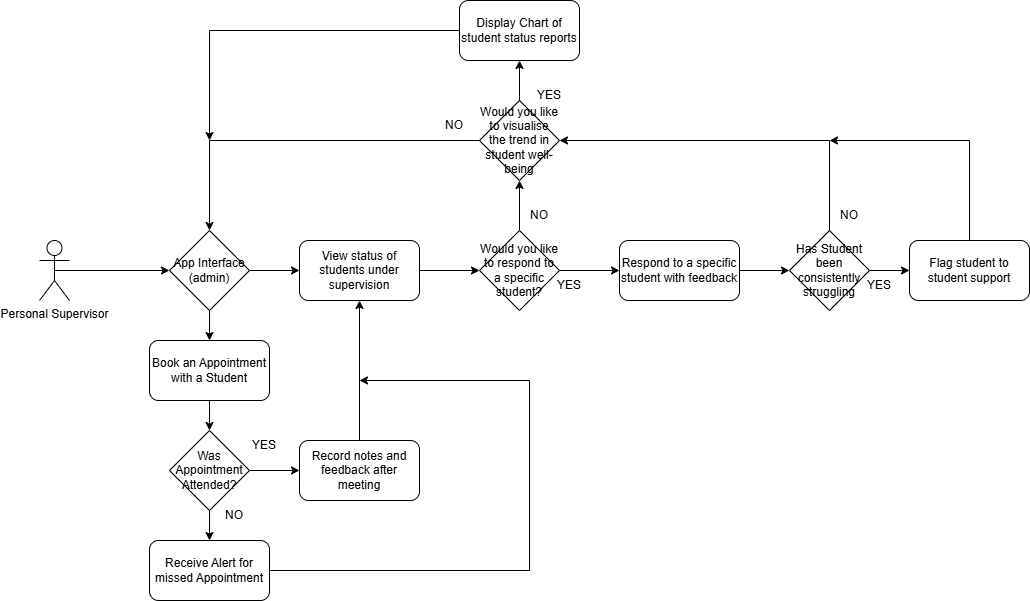 Display Chart of
student status reports
YES
Would you like
to visualise
the trend in
student well-
being
NO
NO
NO
Personal Supervisor
App Interface
(admin)
View status of
students under
supervision
Would you like
to respond to
a specific
student?
YES
Respond to a specific
student with feedback
Has Student
been
consistently
struggling
YES
Flag student to
student support
Book an Appointment
with a Student
Was
Appointment
Attended?
YES
Record notes and
feedback after
meeting
NO
Receive Alert for
missed Appointment